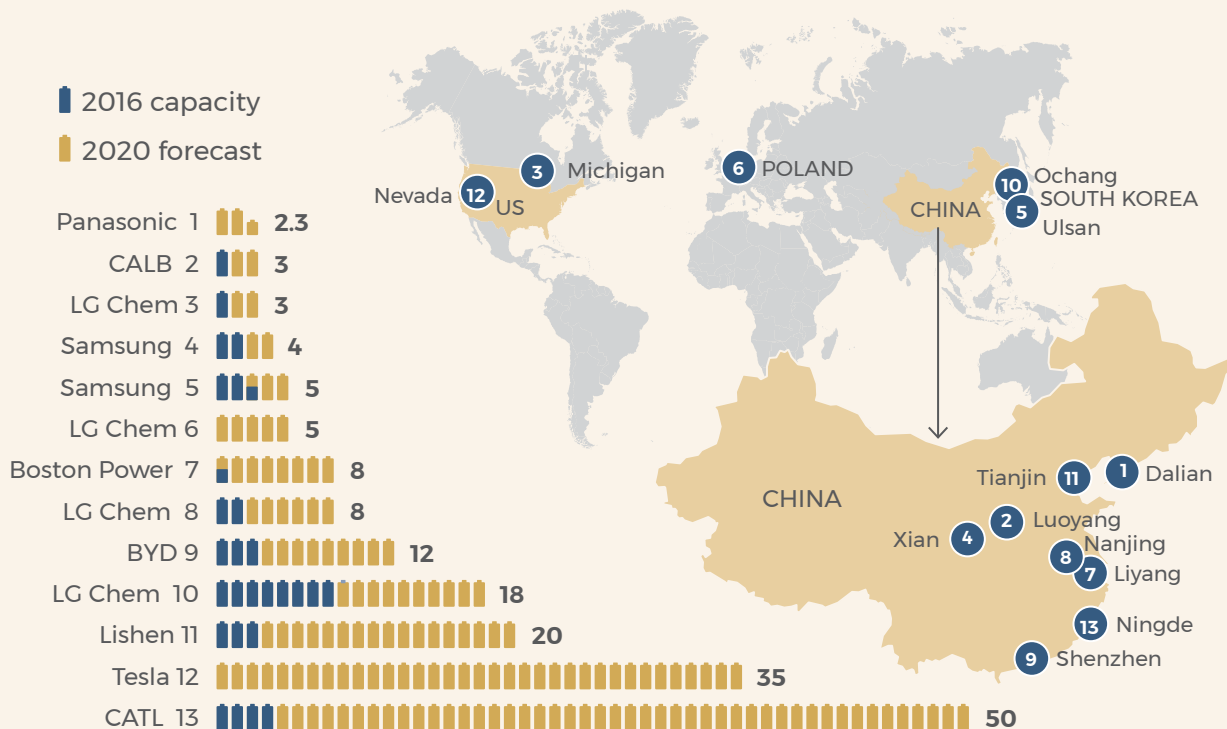 2016 capacity
2020 forecast
Panasonic 1 2.3
CALB 2 3
LG Chem 3 3
Samsung 4 4
Samsung 5 5
LG Chem 6 5
Boston Power 7 8
LG Chem 8 8
BYD 9 12
LG Chem 10 18
Lishen 11 20
Tesla 12 35
CATL 13 50
3 Michigan
Nevada 12 US
6 POLAND
10 Ochang
SOUTH KOREA
5 Ulsan
CHINA
CHINA
Tianjin 11
1 Dalian
2 Luoyang
Xian 4
8 Nanjing
7 Liyang
13 Ningde
9 Shenzhen